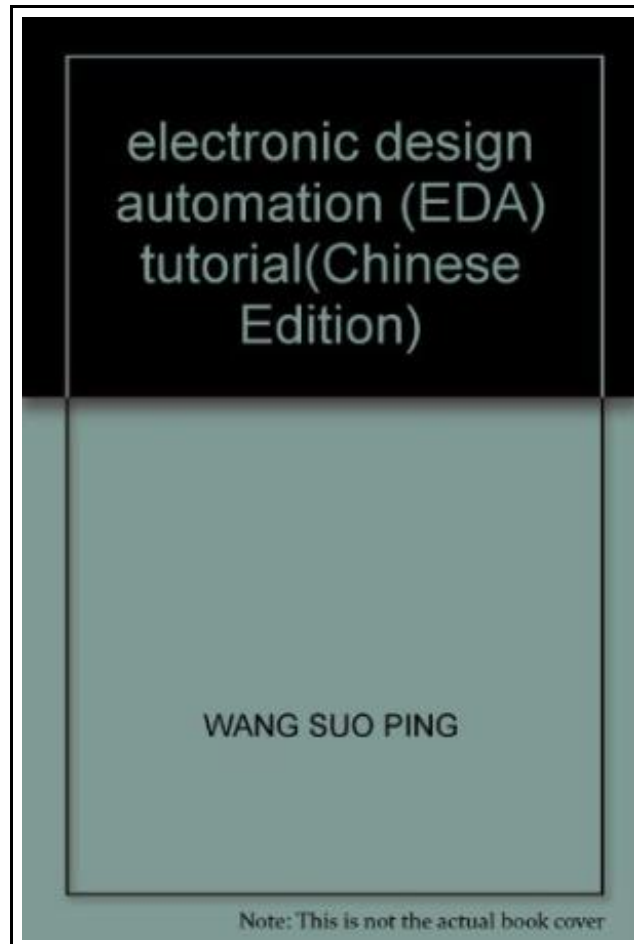 electronic design
automation (EDA)
tutorial(Chinese
Edition)
WANG SUO PING
Note: This is not the actual book cover